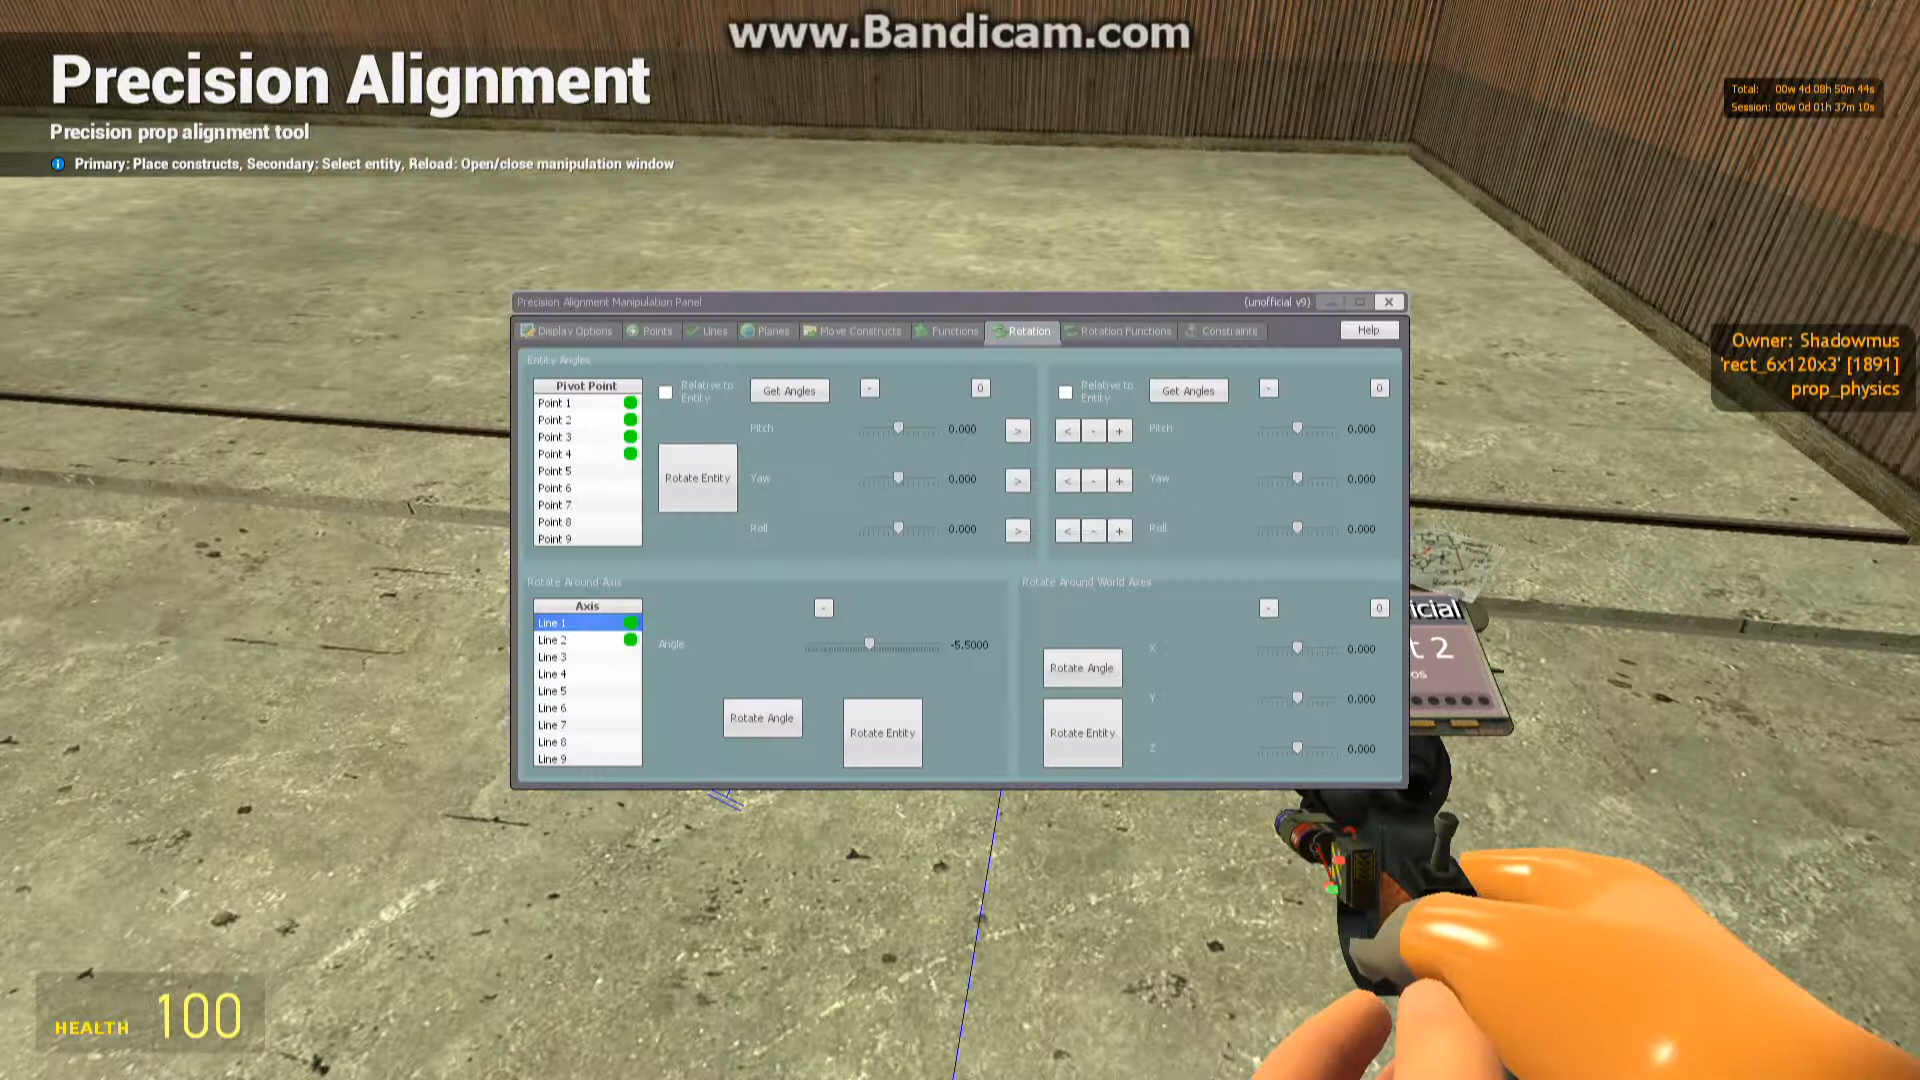 www.Bandicam.com
Precision Alignment
Precision prop alignment tool
Primary: Place constructs, Secondary: Select entity, Reload: Open/close manipulation window
Total: 00w 4d 08h 50m 44s
Session: 00w 0d 01h 37m 10s
Owner: Shadowmus
'rect_6x120x3' [1891]
prop_physics
Precision Alignment Manipulation Panel (unofficial v9)
Display Options Points Lines Planes Move Constructs Functions Rotation Rotation Functions Constraints Help
Entity Angles
Pivot Point
Point 1
Point 2
Point 3
Point 4
Point 5
Point 6
Point 7
Point 8
Point 9
Relative to Entity
Get Angles - 0
Rotate Entity
Pitch 0.000 >
Yaw 0.000 >
Roll 0.000 >
Relative to Entity
Get Angles - 0
< - + Pitch 0.000
< - + Yaw 0.000
< - + Roll 0.000
Rotate Around Axis
Axis
Line 1
Line 2
Line 3
Line 4
Line 5
Line 6
Line 7
Line 8
Line 9
-
Angle -5.5000
Rotate Angle
Rotate Entity
Rotate Around World Axes
- 0
Rotate Angle
Rotate Entity
X 0.000
Y 0.000
Z 0.000
icial
t 2
os
HEALTH 100